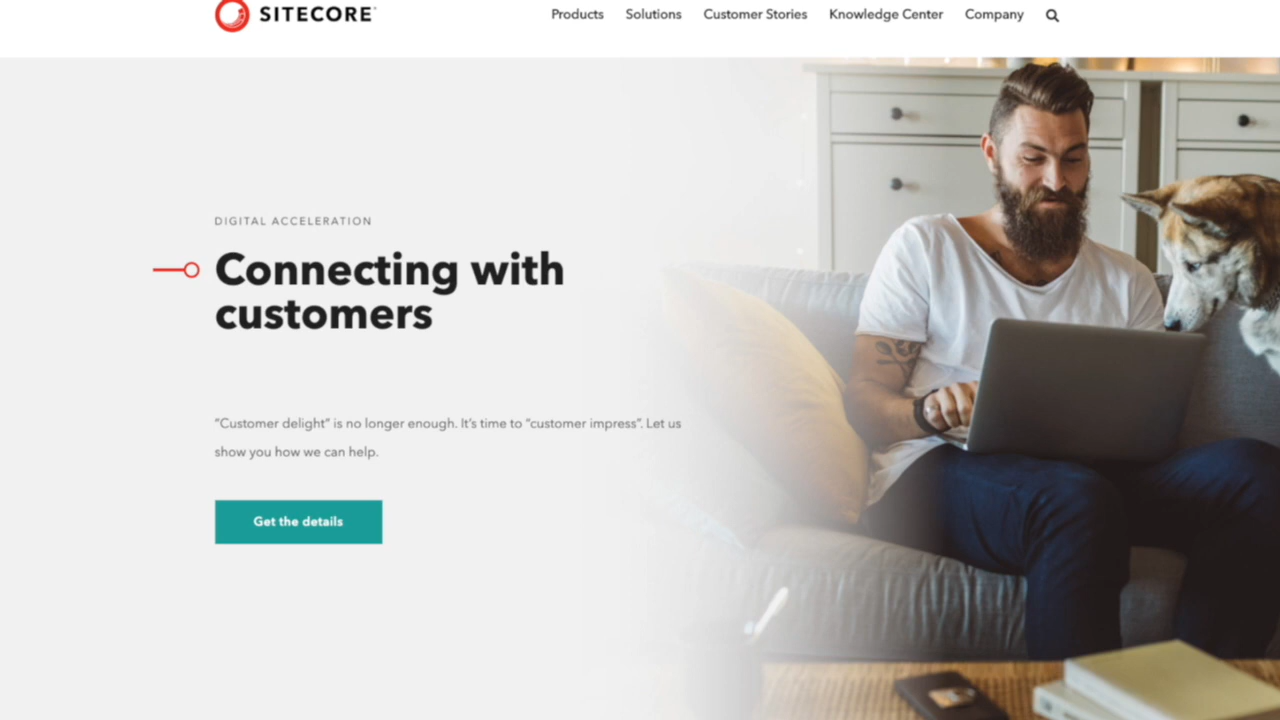 SITECORE
Products Solutions Customer Stories Knowledge Center Company
DIGITAL ACCELERATION
Connecting with
customers
"Customer delight" is no longer enough. It's time to "customer impress". Let us
show you how we can help.
Get the details